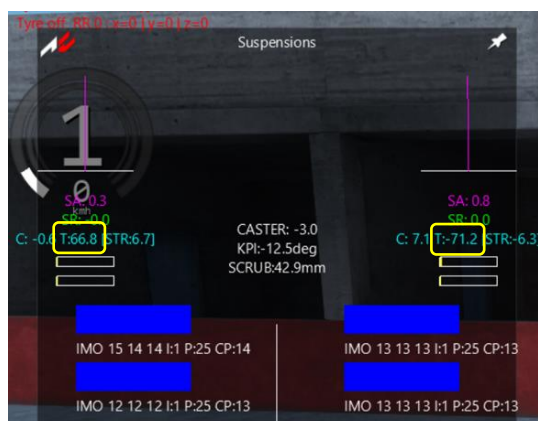 Tyre off RR 0 | x=0 | y=0 | z=0
Suspensions
1
0
kmh
SA: 0.3
SR: -0.0
C: -0.6 T:66.8 [STR:6.7]
CASTER: -3.0
KPI:-12.5deg
SCRUB:42.9mm
SA: 0.8
SR: 0.0
C: 7.1 T:-71.2 [STR:-6.3
IMO 15 14 14 I:1 P:25 CP:14
IMO 13 13 13 I:1 P:25 CP:13
IMO 12 12 12 I:1 P:25 CP:13
IMO 13 13 13 I:1 P:25 CP:13